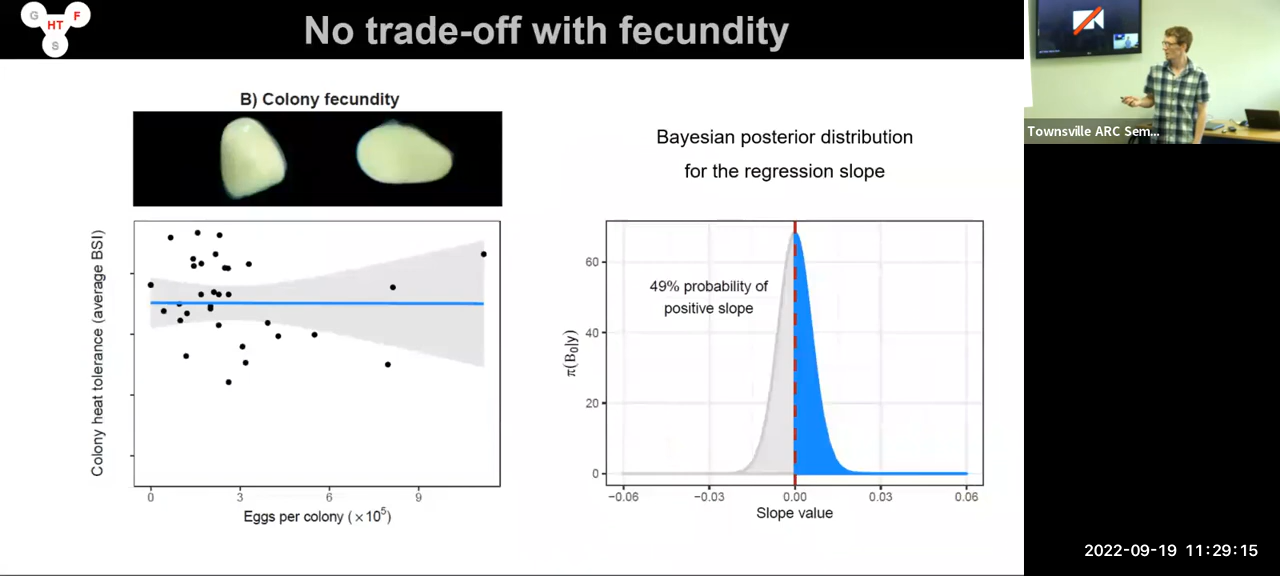 G
HT
F
S
No trade-off with fecundity
B) Colony fecundity
Colony heat tolerance (average BSI)
0
3
6
9
Eggs per colony (×10⁵)
Bayesian posterior distribution
for the regression slope
49% probability of
positive slope
π(B₀|y)
60
40
20
0
−0.06
−0.03
0.00
0.03
0.06
Slope value
Townsville ARC Sem...
2022-09-19 11:29:15